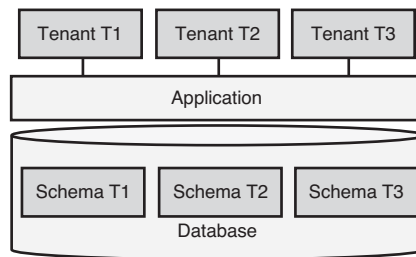 Tenant T1 Tenant T2 Tenant T3
Application
Schema T1 Schema T2 Schema T3
Database